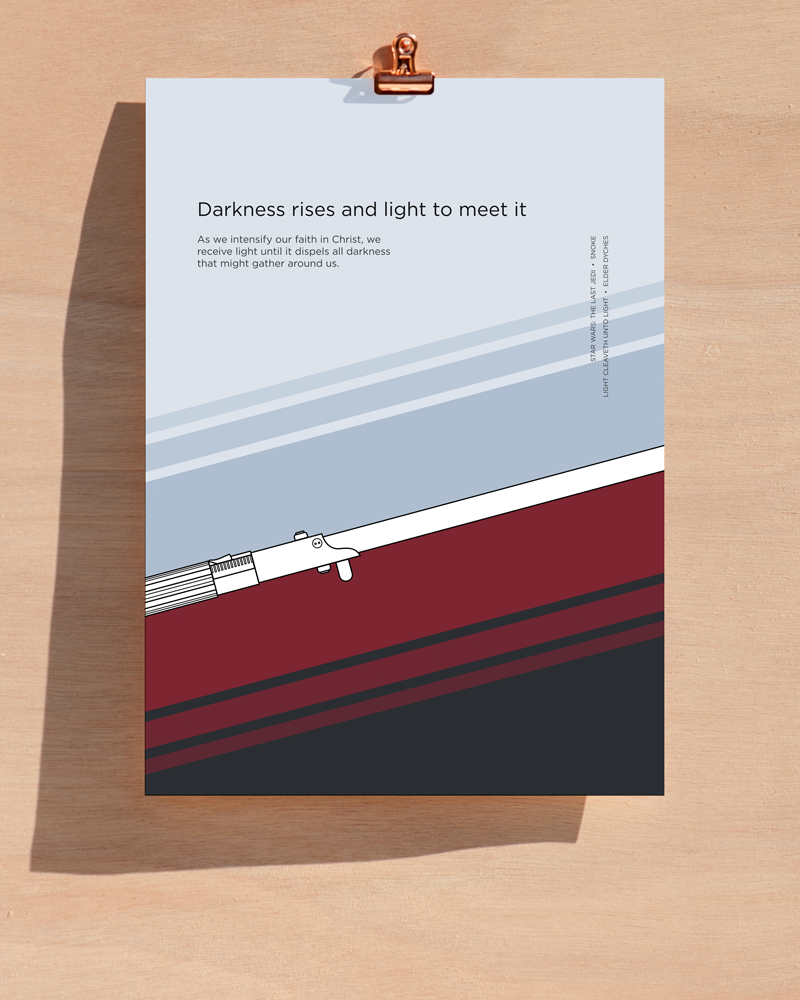 Darkness rises and light to meet it
As we intensify our faith in Christ, we
receive light until it dispels all darkness
that might gather around us.
STAR WARS: THE LAST JEDI • SNOKE
LIGHT CLEAVETH UNTO LIGHT • ELDER DYCHES